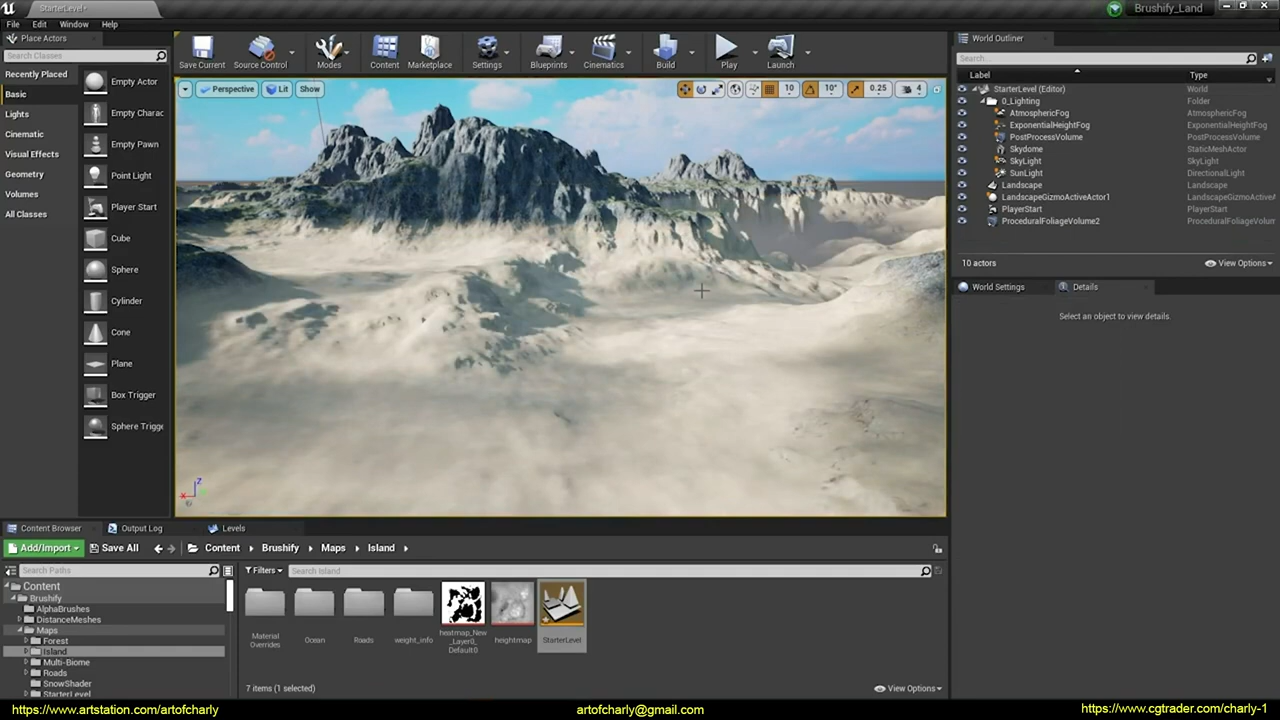 StarterLevel•
Brushify_Land
File Edit Window Help
Place Actors
Search Classes
Recently Placed
Basic
Lights
Cinematic
Visual Effects
Geometry
Volumes
All Classes
Empty Actor
Empty Charac
Empty Pawn
Point Light
Player Start
Cube
Sphere
Cylinder
Cone
Plane
Box Trigger
Sphere Trigge
Save Current Source Control Modes Content Marketplace Settings Blueprints Cinematics Build Play Launch
Perspective Lit Show 10 10° 0.25 4
Z
X
World Outliner
Search...
Label Type
StarterLevel (Editor) World
0_Lighting Folder
AtmosphericFog AtmosphericFog
ExponentialHeightFog ExponentialHeightFog
PostProcessVolume PostProcessVolume
Skydome StaticMeshActor
SkyLight SkyLight
SunLight DirectionalLight
Landscape Landscape
LandscapeGizmoActiveActor1 LandscapeGizmoActiveA
PlayerStart PlayerStart
ProceduralFoliageVolume2 ProceduralFoliageVolum
10 actors View Options
World Settings Details
Select an object to view details.
Content Browser Output Log Levels
Add/Import Save All Content Brushify Maps Island
Search Paths
Filters Search Island
Content
Brushify
AlphaBrushes
DistanceMeshes
Maps
Forest
Island
Multi-Biome
Roads
SnowShader
StarterLevel
Material Overrides
Ocean
Roads
weight_info
heatmap_New_Layer0_Default0
heightmap
StarterLevel
7 items (1 selected) View Options
https://www.artstation.com/artofcharly artofcharly@gmail.com https://www.cgtrader.com/charly-1